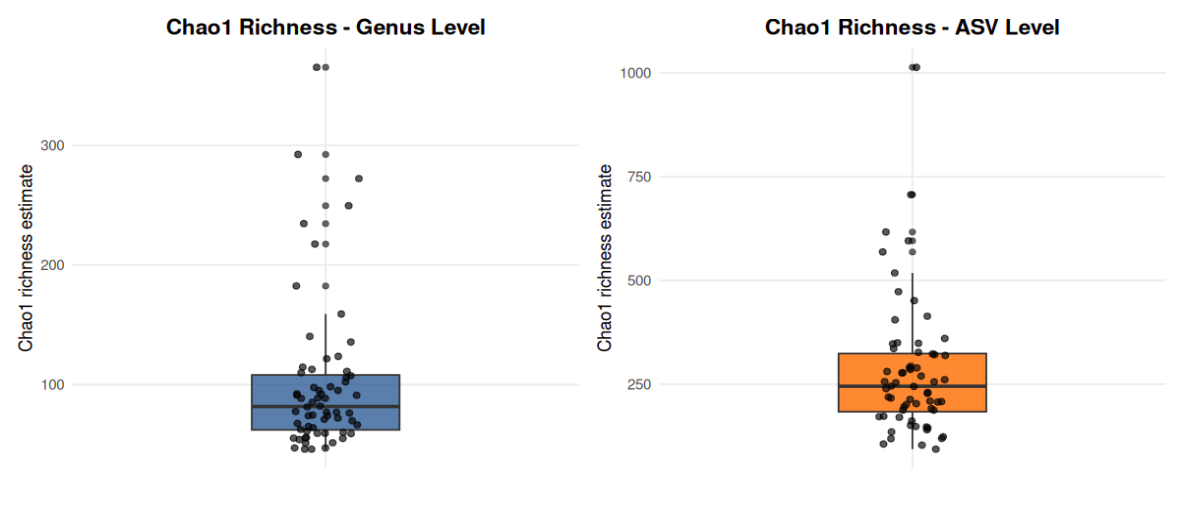 Chao1 Richness - Genus Level
Chao1 richness estimate
300
200
100
Chao1 Richness - ASV Level
Chao1 richness estimate
1000
750
500
250